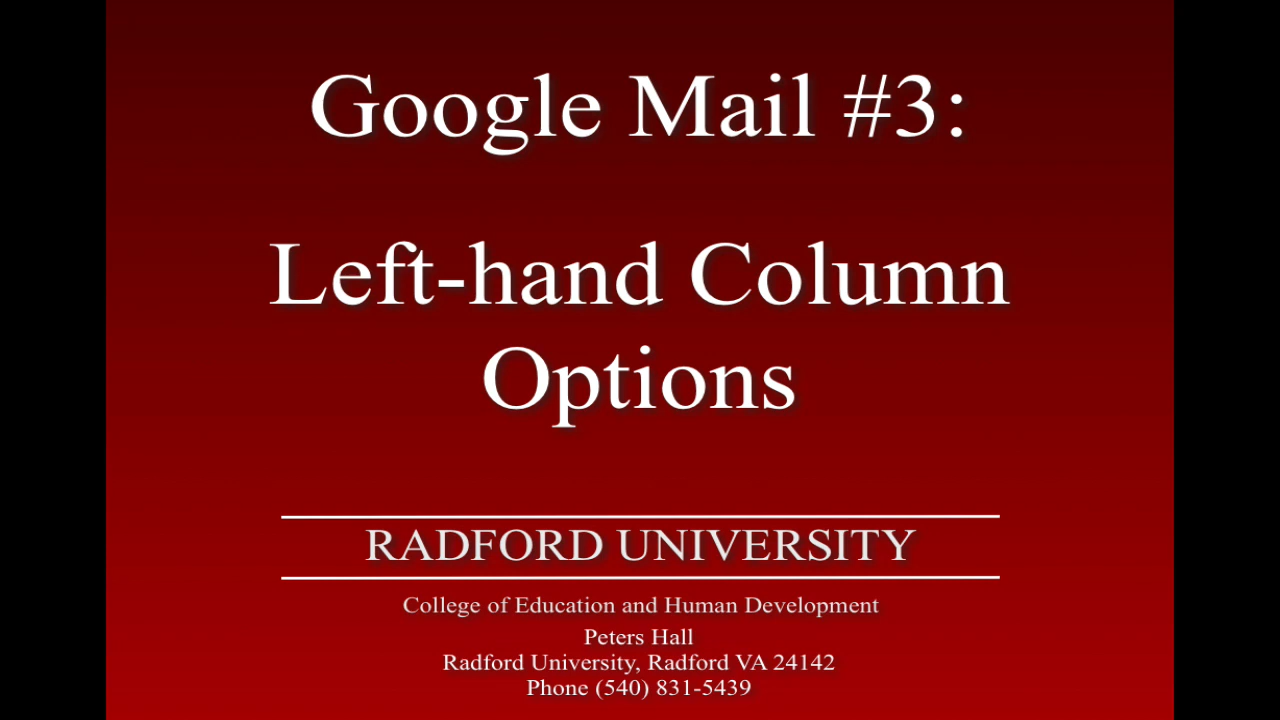 Google Mail #3:
Left-hand Column
Options
RADFORD UNIVERSITY
College of Education and Human Development
Peters Hall
Radford University, Radford VA 24142
Phone (540) 831-5439